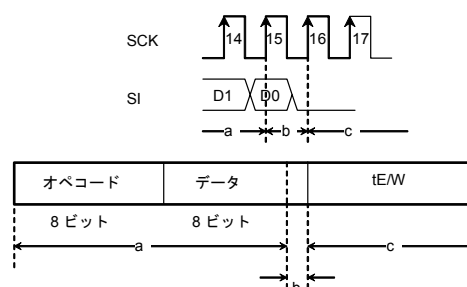 SCK 14 15 16 17
SI D1 D0
a b c
オペコード データ tE/W
8 ビット 8 ビット
a c
b